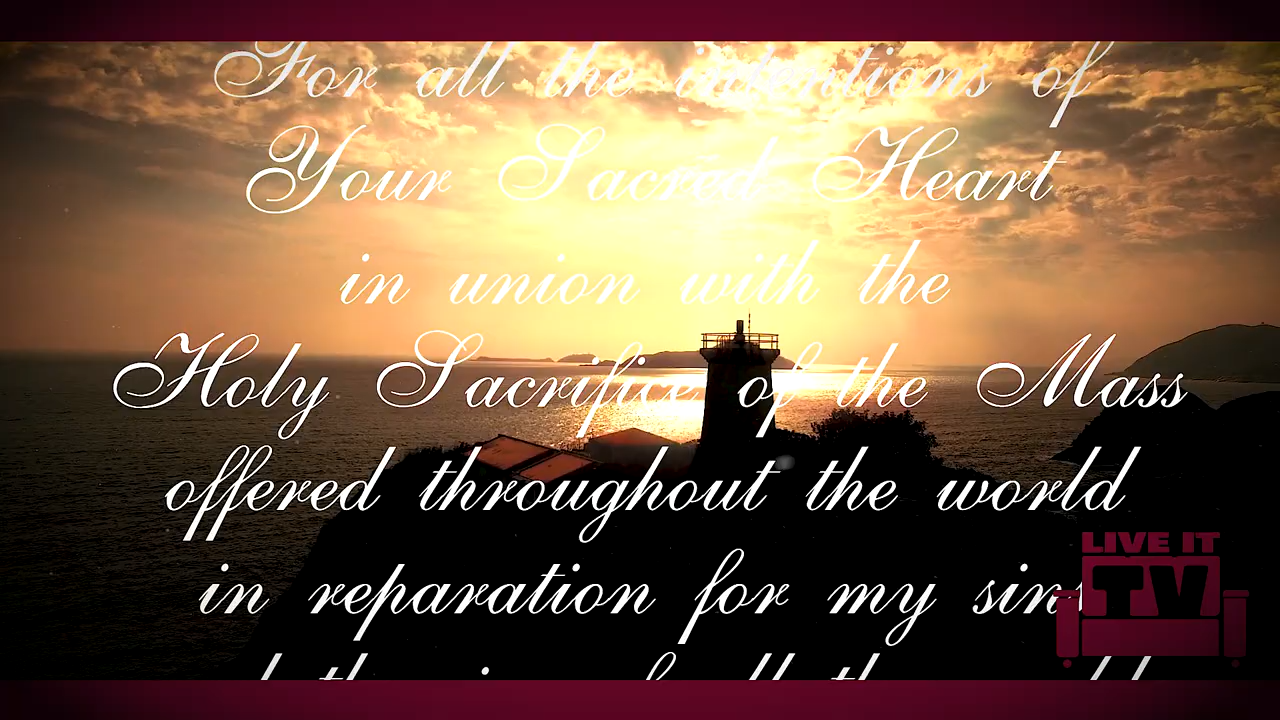 For all the intentions of
Your Sacred Heart
in union with the
Holy Sacrifice of the Mass
offered throughout the world
in reparation for my sins
LIVE IT
TV